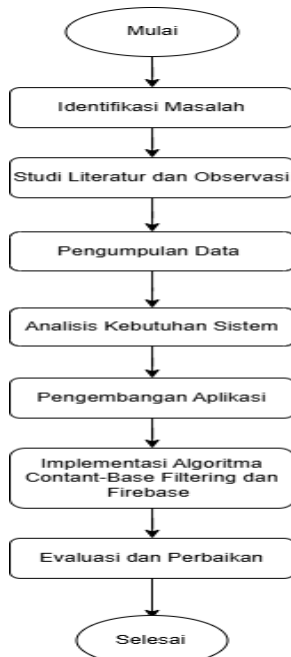 Mulai
Identifikasi Masalah
Studi Literatur dan Observasi
Pengumpulan Data
Analisis Kebutuhan Sistem
Pengembangan Aplikasi
Implementasi Algoritma
Contant-Base Filtering dan
Firebase
Evaluasi dan Perbaikan
Selesai